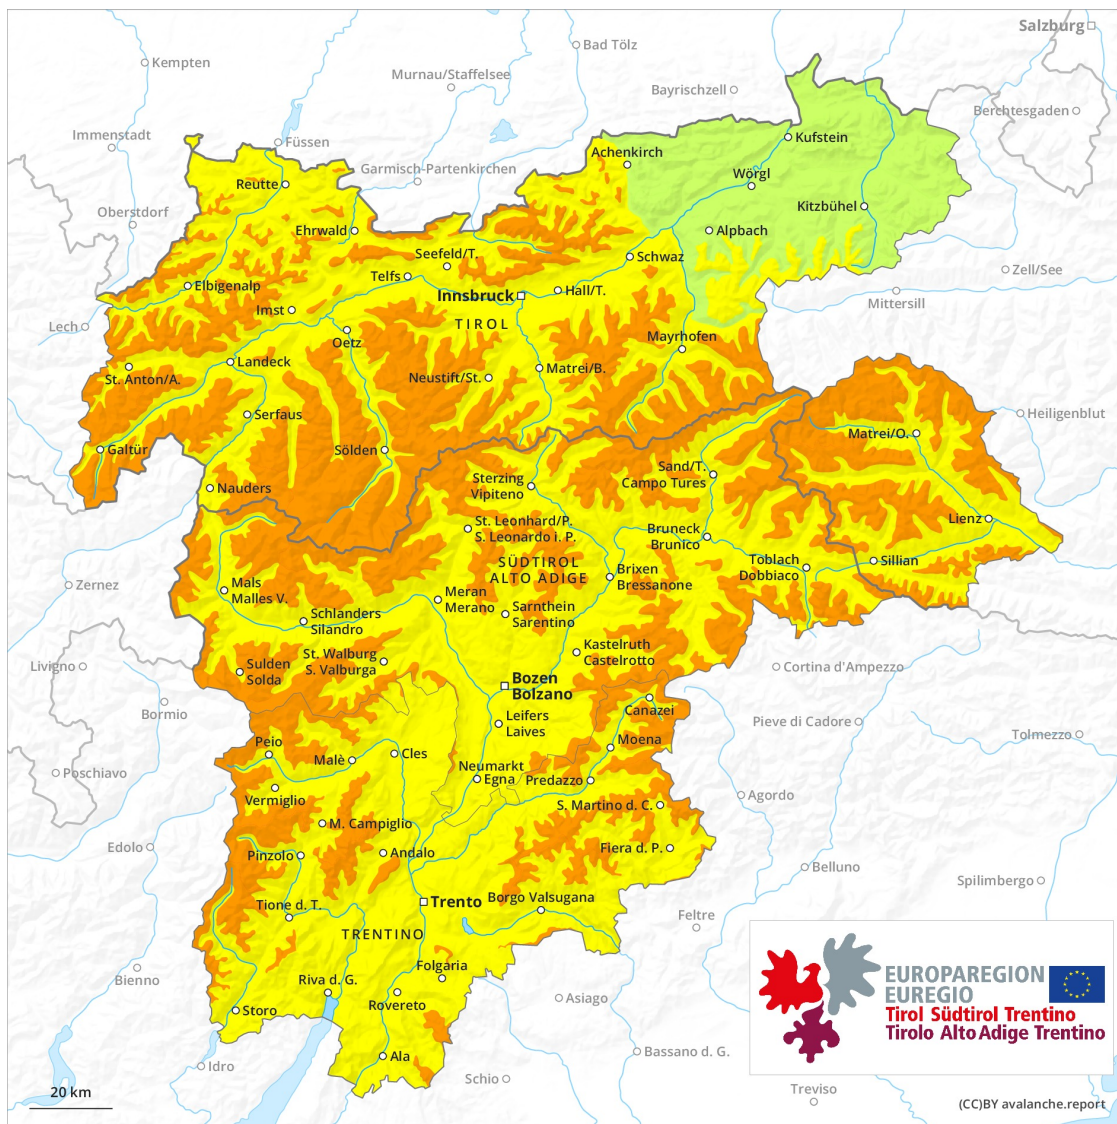 Salzburg
Bad Tölz
Kempten
Murnau/Staffelsee
Bayrischzell
Berchtesgaden
Immenstadt
Füssen
Kufstein
Achenkirch
Garmisch-Partenkirchen
Wörgl
Reutte
Oberstdorf
Kitzbühel
Ehrwald
Alpbach
Seefeld/T.
Schwaz
Zell/See
Telfs
Elbigenalp
Innsbruck
Hall/T.
Mittersill
Imst
TIROL
Lech
Oetz
Mayrhofen
Landeck
Matrei/B.
St. Anton/A.
Neustift/St.
Serfaus
Heiligenblut
Matrei/O.
Galtür
Sölden
Sand/T.
Campo Tures
Sterzing
Vipiteno
Nauders
Lienz
St. Leonhard/P.
S. Leonardo i. P.
Bruneck
Brunico
SÜDTIROL
ALTO ADIGE
Toblach
Dobbiaco
Sillian
Brixen
Bressanone
Zernez
Mals
Malles V.
Meran
Merano
Sarnthein
Sarentino
Schlanders
Silandro
Kastelruth
Castelrotto
St. Walburg
S. Valburga
Livigno
Sulden
Solda
Cortina d'Ampezzo
Bozen
Bolzano
Bormio
Canazei
Leifers
Laives
Pieve di Cadore
Tolmezzo
Peio
Moena
Malè
Cles
Poschiavo
Neumarkt
Egna
Predazzo
Vermiglio
Agordo
S. Martino d. C.
M. Campiglio
Edolo
Pinzolo
Andalo
Fiera d. P.
Belluno
Spilimbergo
Tione d. T.
Trento
Borgo Valsugana
Feltre
TRENTINO
Folgaria
Bienno
Riva d. G.
Rovereto
Asiago
Storo
EUROPAREGION
EUREGIO
Tirol Südtirol Trentino
Tirolo Alto Adige Trentino
Ala
Bassano d. G.
Idro
Schio
20 km
Treviso
(CC)BY avalanche.report